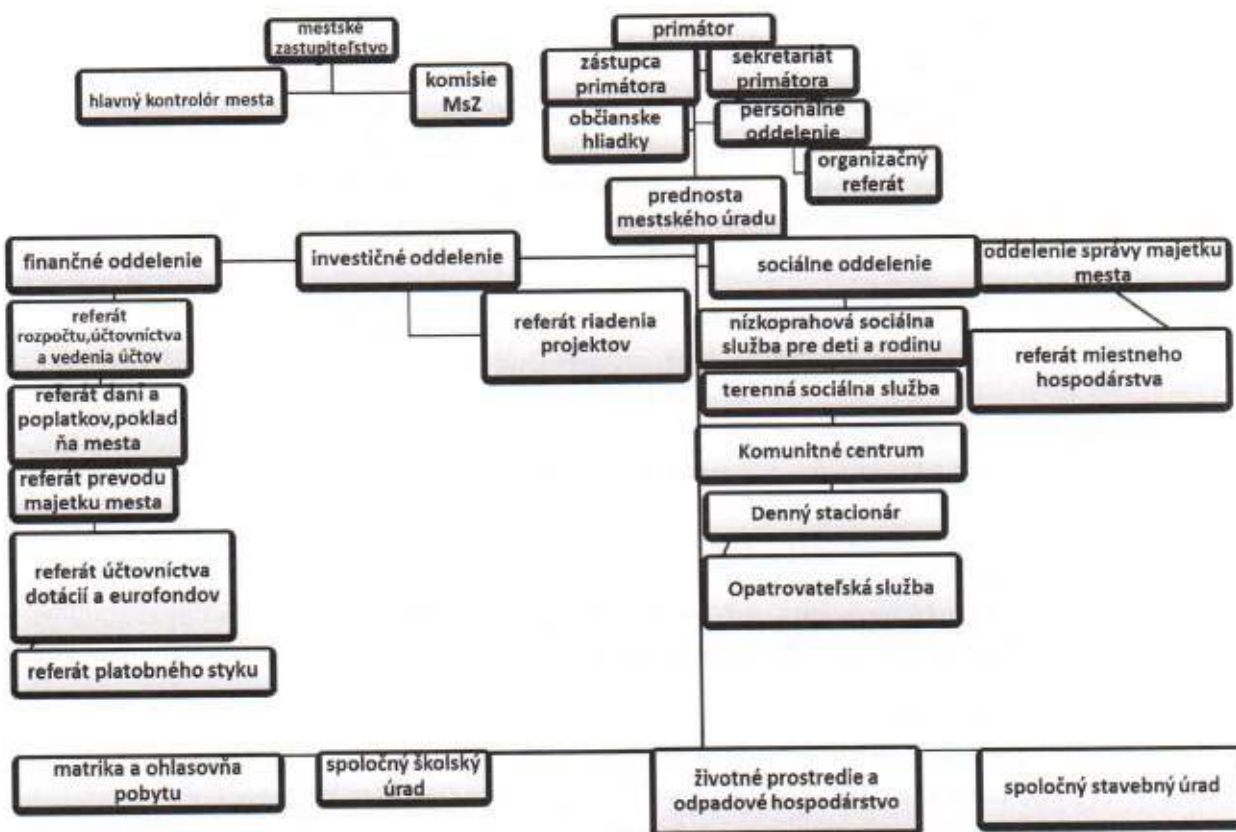 mestské
zastupiteľstvo
hlavný kontrolór mesta
komisie
MsZ
primátor
zástupca
primátora
sekretariát
primátora
občianske
hliadky
personálne
oddelenie
organizačný
referát
prednosta
mestského úradu
finančné oddelenie
investičné oddelenie
sociálne oddelenie
oddelenie správy majetku
mesta
referát
rozpočtu,účtovníctva
a vedenia účtov
referát riadenia
projektov
nízkoprahová sociálna
služba pre deti a rodinu
referát miestneho
hospodárstva
referát dani a
poplatkov,poklad
ňa mesta
terenná sociálna služba
Komunitné centrum
referát prevodu
majetku mesta
Denný stacionár
referát účtovníctva
dotácií a eurofondov
Opatrovateľská služba
referát platobného styku
matrika a ohlasovňa
pobytu
spoločný školský
úrad
životné prostredie a
odpadové hospodárstvo
spoločný stavebný úrad